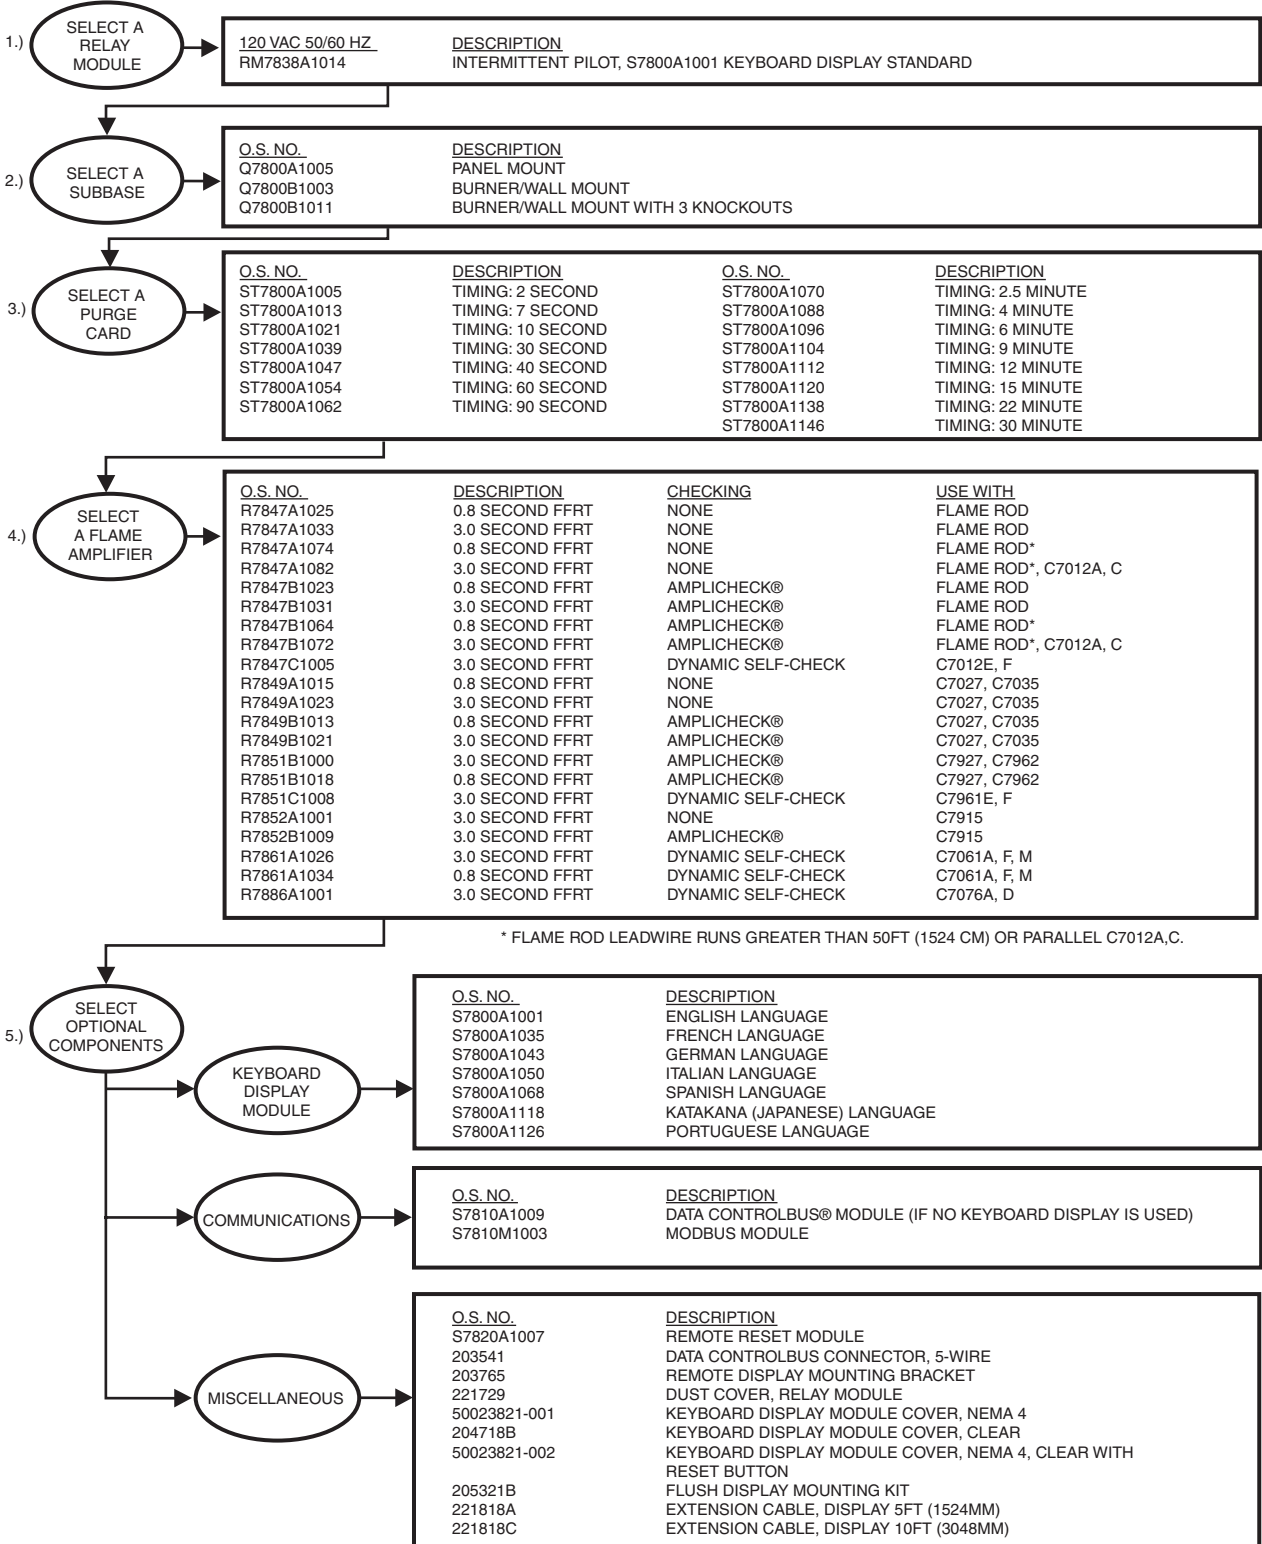 1.)
SELECT A
RELAY
MODULE
120 VAC 50/60 HZ DESCRIPTION
RM7838A1014 INTERMITTENT PILOT, S7800A1001 KEYBOARD DISPLAY STANDARD
2.)
SELECT A
SUBBASE
O.S. NO. DESCRIPTION
Q7800A1005 PANEL MOUNT
Q7800B1003 BURNER/WALL MOUNT
Q7800B1011 BURNER/WALL MOUNT WITH 3 KNOCKOUTS
3.)
SELECT A
PURGE
CARD
O.S. NO. DESCRIPTION O.S. NO. DESCRIPTION
ST7800A1005 TIMING: 2 SECOND ST7800A1070 TIMING: 2.5 MINUTE
ST7800A1013 TIMING: 7 SECOND ST7800A1088 TIMING: 4 MINUTE
ST7800A1021 TIMING: 10 SECOND ST7800A1096 TIMING: 6 MINUTE
ST7800A1039 TIMING: 30 SECOND ST7800A1104 TIMING: 9 MINUTE
ST7800A1047 TIMING: 40 SECOND ST7800A1112 TIMING: 12 MINUTE
ST7800A1054 TIMING: 60 SECOND ST7800A1120 TIMING: 15 MINUTE
ST7800A1062 TIMING: 90 SECOND ST7800A1138 TIMING: 22 MINUTE
ST7800A1146 TIMING: 30 MINUTE
4.)
SELECT
A FLAME
AMPLIFIER
O.S. NO. DESCRIPTION CHECKING USE WITH
R7847A1025 0.8 SECOND FFRT NONE FLAME ROD
R7847A1033 3.0 SECOND FFRT NONE FLAME ROD
R7847A1074 0.8 SECOND FFRT NONE FLAME ROD*
R7847A1082 3.0 SECOND FFRT NONE FLAME ROD*, C7012A, C
R7847B1023 0.8 SECOND FFRT AMPLICHECK® FLAME ROD
R7847B1031 3.0 SECOND FFRT AMPLICHECK® FLAME ROD
R7847B1064 0.8 SECOND FFRT AMPLICHECK® FLAME ROD*
R7847B1072 3.0 SECOND FFRT AMPLICHECK® FLAME ROD*, C7012A, C
R7847C1005 3.0 SECOND FFRT DYNAMIC SELF-CHECK C7012E, F
R7849A1015 0.8 SECOND FFRT NONE C7027, C7035
R7849A1023 3.0 SECOND FFRT NONE C7027, C7035
R7849B1013 0.8 SECOND FFRT AMPLICHECK® C7027, C7035
R7849B1021 3.0 SECOND FFRT AMPLICHECK® C7027, C7035
R7851B1000 3.0 SECOND FFRT AMPLICHECK® C7927, C7962
R7851B1018 0.8 SECOND FFRT AMPLICHECK® C7927, C7962
R7851C1008 3.0 SECOND FFRT DYNAMIC SELF-CHECK C7961E, F
R7852A1001 3.0 SECOND FFRT NONE C7915
R7852B1009 3.0 SECOND FFRT AMPLICHECK® C7915
R7861A1026 3.0 SECOND FFRT DYNAMIC SELF-CHECK C7061A, F, M
R7861A1034 0.8 SECOND FFRT DYNAMIC SELF-CHECK C7061A, F, M
R7886A1001 3.0 SECOND FFRT DYNAMIC SELF-CHECK C7076A, D
* FLAME ROD LEADWIRE RUNS GREATER THAN 50FT (1524 CM) OR PARALLEL C7012A,C.
5.)
SELECT
OPTIONAL
COMPONENTS
KEYBOARD
DISPLAY
MODULE
O.S. NO. DESCRIPTION
S7800A1001 ENGLISH LANGUAGE
S7800A1035 FRENCH LANGUAGE
S7800A1043 GERMAN LANGUAGE
S7800A1050 ITALIAN LANGUAGE
S7800A1068 SPANISH LANGUAGE
S7800A1118 KATAKANA (JAPANESE) LANGUAGE
S7800A1126 PORTUGUESE LANGUAGE
COMMUNICATIONS
O.S. NO. DESCRIPTION
S7810A1009 DATA CONTROLBUS® MODULE (IF NO KEYBOARD DISPLAY IS USED)
S7810M1003 MODBUS MODULE
MISCELLANEOUS
O.S. NO. DESCRIPTION
S7820A1007 REMOTE RESET MODULE
203541 DATA CONTROLBUS CONNECTOR, 5-WIRE
203765 REMOTE DISPLAY MOUNTING BRACKET
221729 DUST COVER, RELAY MODULE
50023821-001 KEYBOARD DISPLAY MODULE COVER, NEMA 4
204718B KEYBOARD DISPLAY MODULE COVER, CLEAR
50023821-002 KEYBOARD DISPLAY MODULE COVER, NEMA 4, CLEAR WITH
RESET BUTTON
205321B FLUSH DISPLAY MOUNTING KIT
221818A EXTENSION CABLE, DISPLAY 5FT (1524MM)
221818C EXTENSION CABLE, DISPLAY 10FT (3048MM)